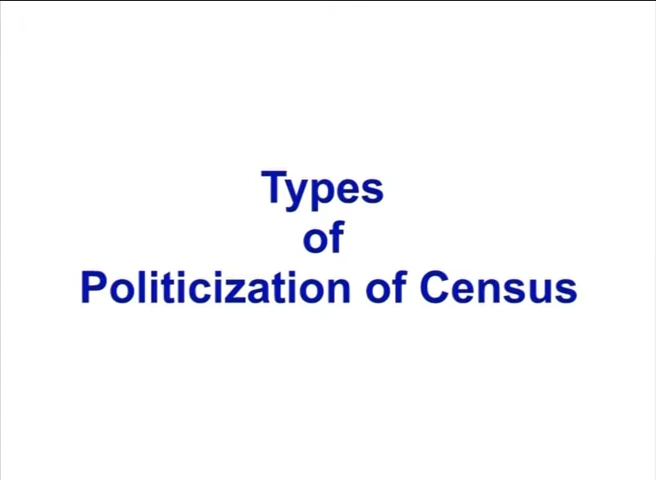 Types
of
Politicization of Census